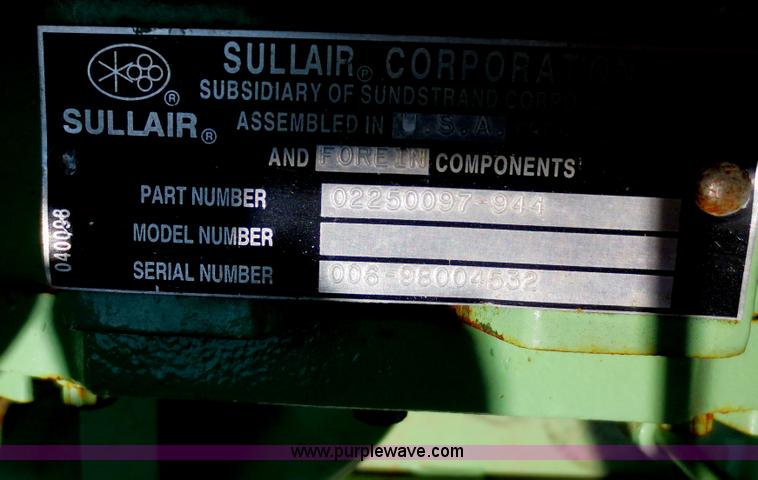 SULLAIR® CORPORATION
SUBSIDIARY OF SUNDSTRAND
SULLAIR® ASSEMBLED IN U.S.A.
AND FOREIN COMPONENTS
PART NUMBER 02250097-944
MODEL NUMBER
SERIAL NUMBER 006-98004532
040098
www.purplewave.com